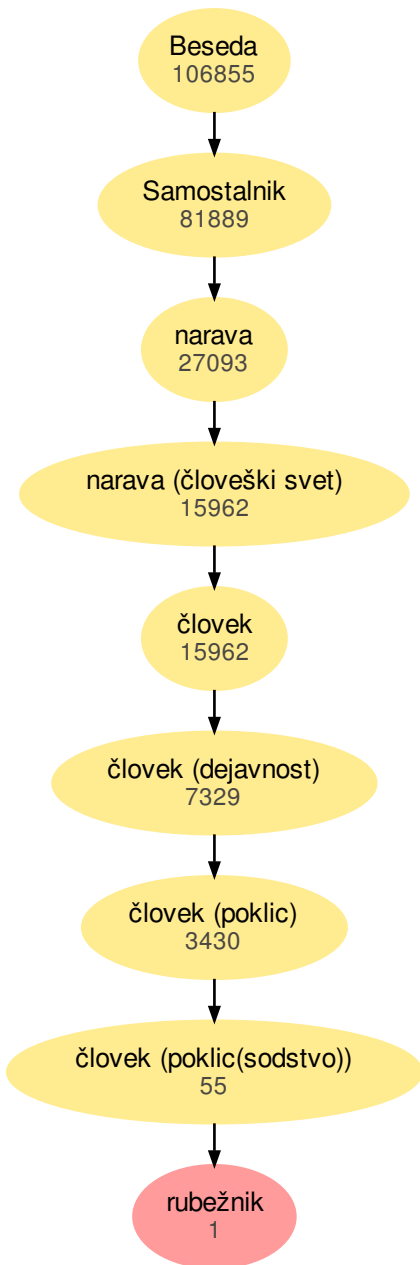 Beseda
106855
Samostalnik
81889
narava
27093
narava (človeški svet)
15962
človek
15962
človek (dejavnost)
7329
človek (poklic)
3430
človek (poklic(sodstvo))
55
rubežnik
1